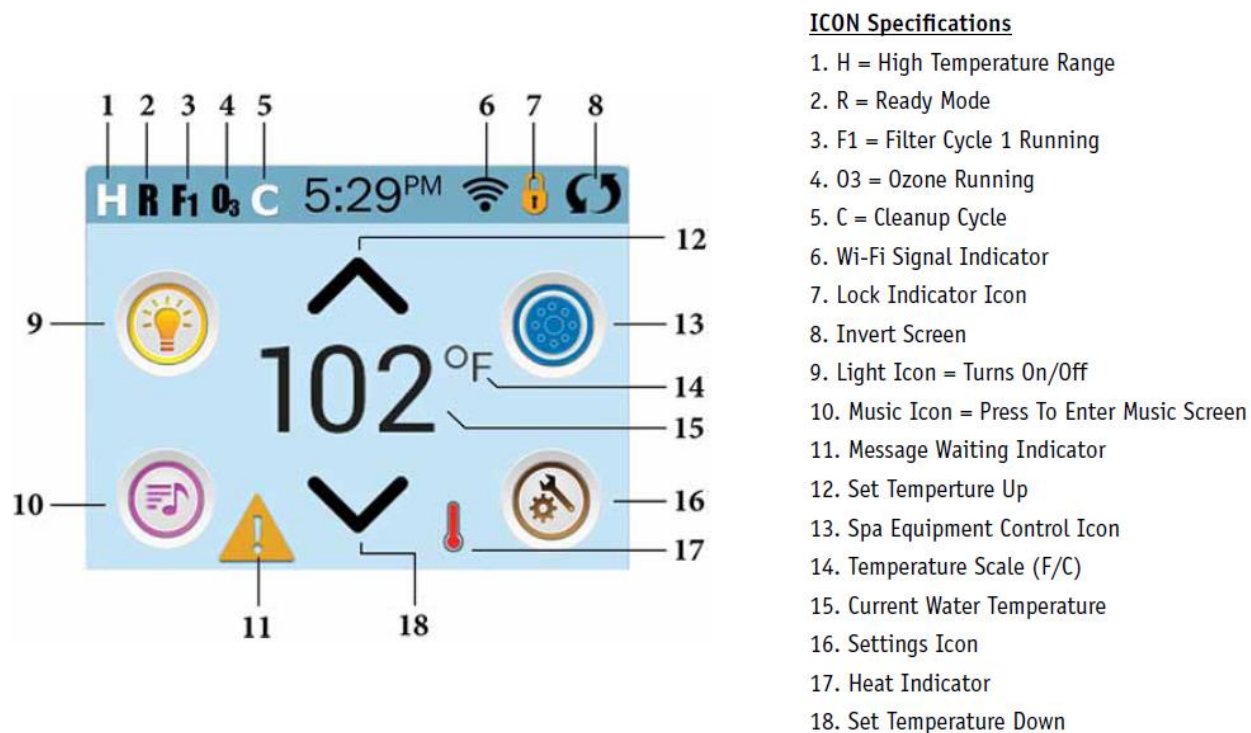 ICON Specifications
1. H = High Temperature Range
2. R = Ready Mode
3. F1 = Filter Cycle 1 Running
4. O3 = Ozone Running
5. C = Cleanup Cycle
6. Wi-Fi Signal Indicator
7. Lock Indicator Icon
8. Invert Screen
9. Light Icon = Turns On/Off
10. Music Icon = Press To Enter Music Screen
11. Message Waiting Indicator
12. Set Temperture Up
13. Spa Equipment Control Icon
14. Temperature Scale (F/C)
15. Current Water Temperature
16. Settings Icon
17. Heat Indicator
18. Set Temperature Down
1 2 3 4 5 6 7 8
H R F1 O3 C 5:29PM
12
9 13
102 °F
14
15
10 16
17
11 18